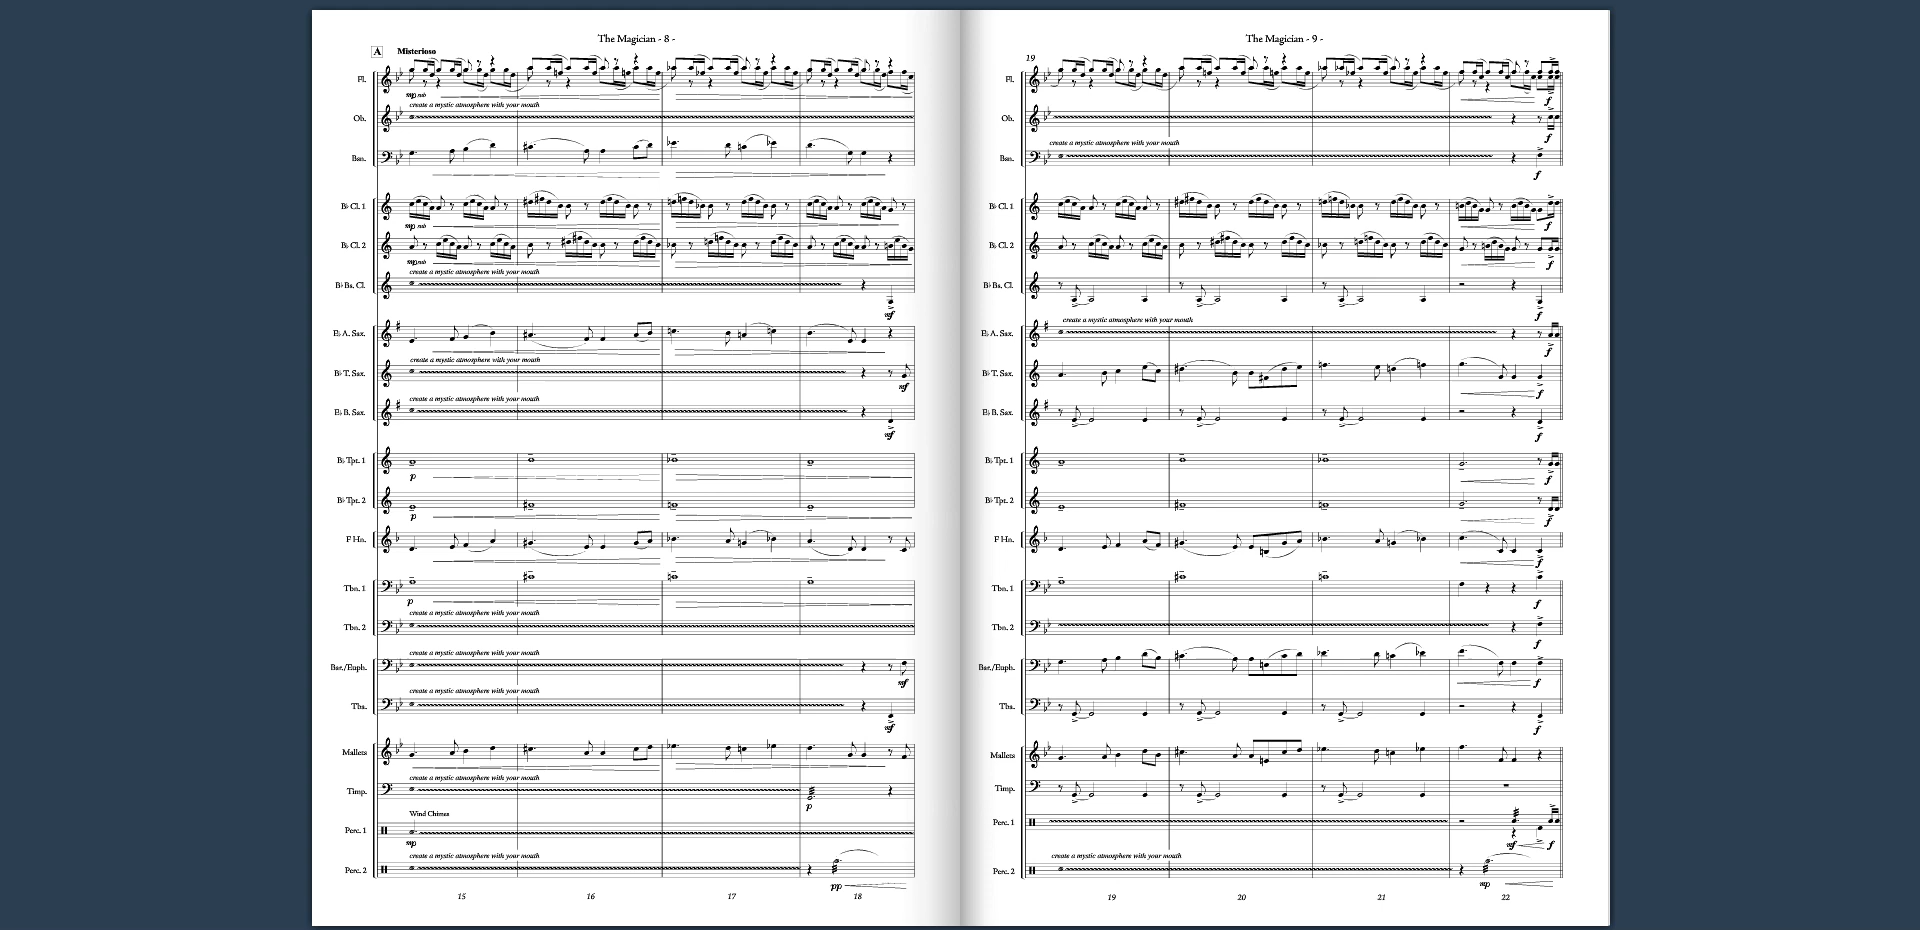 The Magician - 8 -
A Misterioso
Fl.
mp sub
create a mystic atmosphere with your mouth
Ob.
Bsn.
B♭ Cl. 1
mp sub
B♭ Cl. 2
mp sub
create a mystic atmosphere with your mouth
B♭ Bs. Cl.
mf
E♭ A. Sax.
create a mystic atmosphere with your mouth
B♭ T. Sax.
mf
create a mystic atmosphere with your mouth
E♭ B. Sax.
mf
B♭ Tpt. 1
p
B♭ Tpt. 2
p
F Hn.
Tbn. 1
p
create a mystic atmosphere with your mouth
Tbn. 2
create a mystic atmosphere with your mouth
Bar./Euph.
mf
create a mystic atmosphere with your mouth
Tba.
mf
Mallets
create a mystic atmosphere with your mouth
Timp.
p
Wind Chimes
Perc. 1
mp
create a mystic atmosphere with your mouth
Perc. 2
pp
15 16 17 18
The Magician - 9 -
19
Fl.
f
Ob.
f
create a mystic atmosphere with your mouth
Bsn.
f
B♭ Cl. 1
f
B♭ Cl. 2
f
B♭ Bs. Cl.
f
create a mystic atmosphere with your mouth
E♭ A. Sax.
f
B♭ T. Sax.
f
E♭ B. Sax.
f
B♭ Tpt. 1
f
B♭ Tpt. 2
f
F Hn.
f
Tbn. 1
f
Tbn. 2
f
Bar./Euph.
f
Tba.
f
Mallets
Timp.
Perc. 1
mf f
create a mystic atmosphere with your mouth
Perc. 2
mp
19 20 21 22